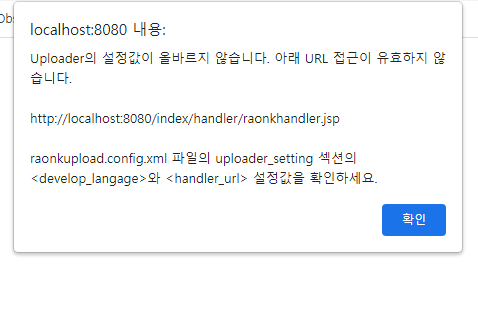 Obs
localhost:8080 내용:
Uploader의 설정값이 올바르지 않습니다. 아래 URL 접근이 유효하지 않
습니다.
http://localhost:8080/index/handler/raonkhandler.jsp
raonkupload.config.xml 파일의 uploader_setting 섹션의
<develop_langage>와 <handler_url> 설정값을 확인하세요.
확인